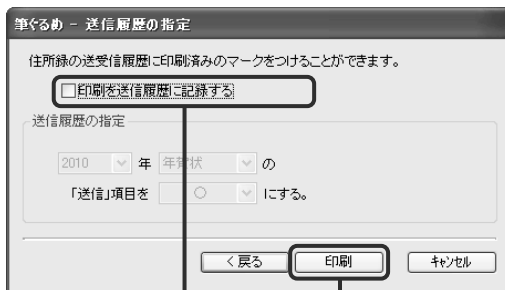 筆ぐるめ - 送信履歴の指定
住所録の送受信履歴に印刷済みのマークをつけることができます。
印刷を送信履歴に記録する
送信履歴の指定
2010 年 年賀状 の
「送信」項目を ○ にする。
<戻る 印刷 キャンセル